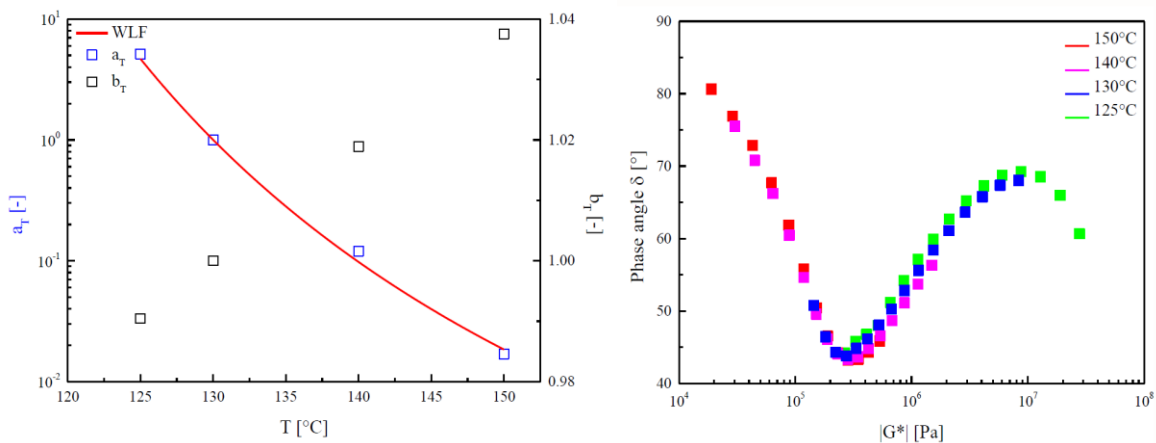 10¹
10⁰
10⁻¹
10⁻²
a_T [-]
WLF
a_T
b_T
1.04
1.02
1.00
0.98
b_T [-]
120 125 130 135 140 145 150
T [°C]
90
80
70
60
50
40
Phase angle δ [°]
150°C
140°C
130°C
125°C
10⁴ 10⁵ 10⁶ 10⁷ 10⁸
|G*| [Pa]